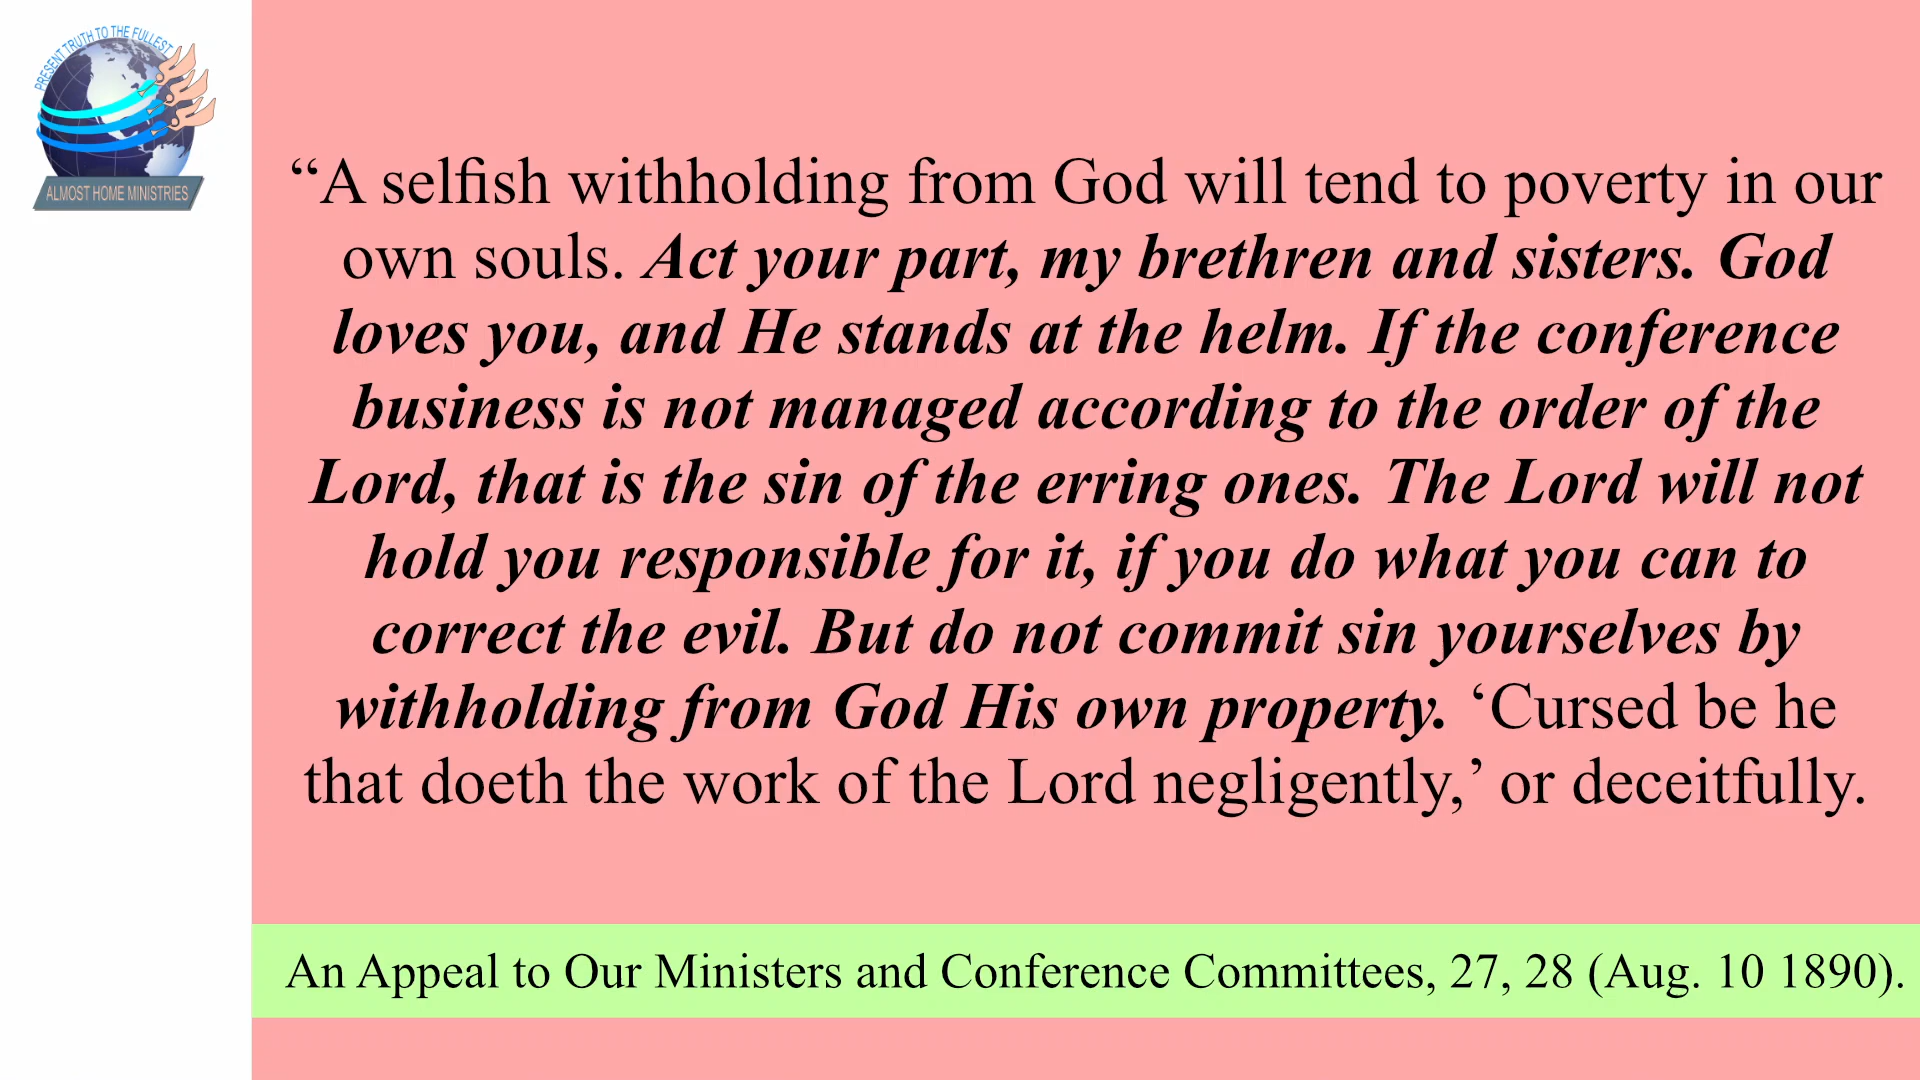 PRESENT TRUTH TO THE FULLEST
ALMOST HOME MINISTRIES
“A selfish withholding from God will tend to poverty in our
own souls. Act your part, my brethren and sisters. God
loves you, and He stands at the helm. If the conference
business is not managed according to the order of the
Lord, that is the sin of the erring ones. The Lord will not
hold you responsible for it, if you do what you can to
correct the evil. But do not commit sin yourselves by
withholding from God His own property. ‘Cursed be he
that doeth the work of the Lord negligently,’ or deceitfully.
An Appeal to Our Ministers and Conference Committees, 27, 28 (Aug. 10 1890).